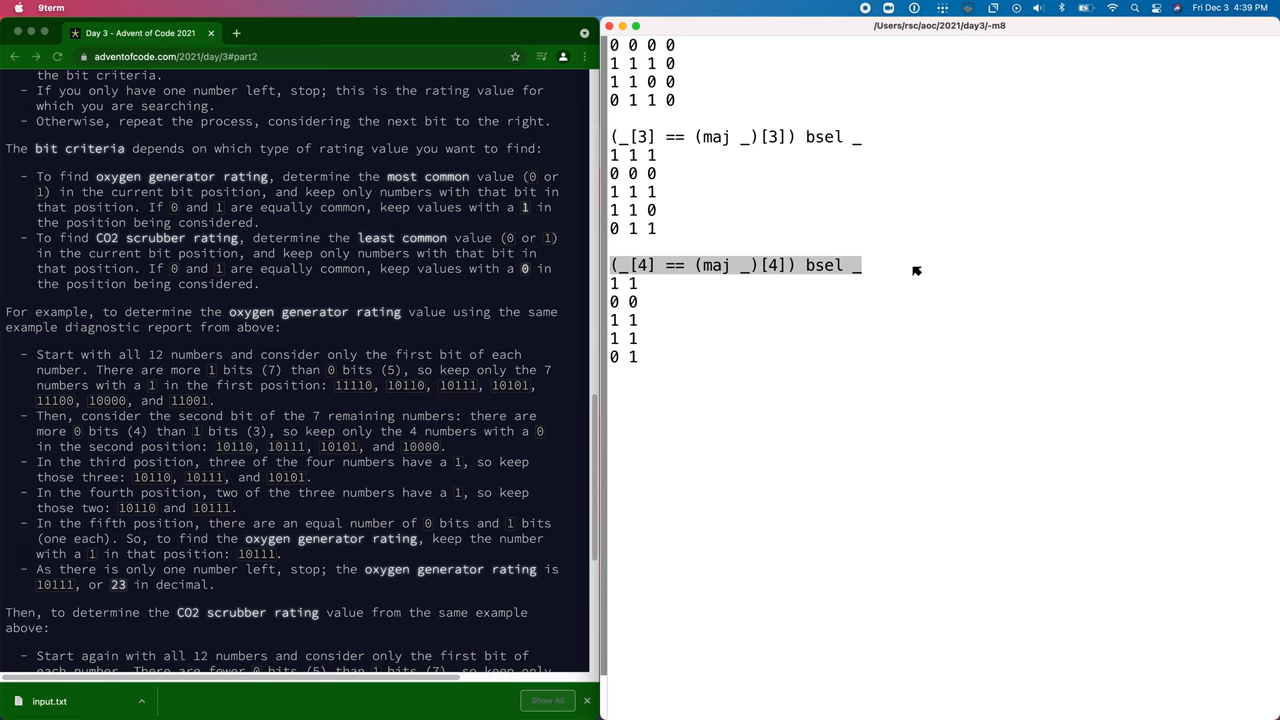 9term
Fri Dec 3 4:39 PM
Day 3 - Advent of Code 2021
adventofcode.com/2021/day/3#part2
the bit criteria.
- If you only have one number left, stop; this is the rating value for
which you are searching.
- Otherwise, repeat the process, considering the next bit to the right.
The bit criteria depends on which type of rating value you want to find:
- To find oxygen generator rating, determine the most common value (0 or
1) in the current bit position, and keep only numbers with that bit in
that position. If 0 and 1 are equally common, keep values with a 1 in
the position being considered.
- To find CO2 scrubber rating, determine the least common value (0 or 1)
in the current bit position, and keep only numbers with that bit in
that position. If 0 and 1 are equally common, keep values with a 0 in
the position being considered.
For example, to determine the oxygen generator rating value using the same
example diagnostic report from above:
- Start with all 12 numbers and consider only the first bit of each
number. There are more 1 bits (7) than 0 bits (5), so keep only the 7
numbers with a 1 in the first position: 11110, 10110, 10111, 10101,
11100, 10000, and 11001.
- Then, consider the second bit of the 7 remaining numbers: there are
more 0 bits (4) than 1 bits (3), so keep only the 4 numbers with a 0
in the second position: 10110, 10111, 10101, and 10000.
- In the third position, three of the four numbers have a 1, so keep
those three: 10110, 10111, and 10101.
- In the fourth position, two of the three numbers have a 1, so keep
those two: 10110 and 10111.
- In the fifth position, there are an equal number of 0 bits and 1 bits
(one each). So, to find the oxygen generator rating, keep the number
with a 1 in that position: 10111.
- As there is only one number left, stop; the oxygen generator rating is
10111, or 23 in decimal.
Then, to determine the CO2 scrubber rating value from the same example
above:
- Start again with all 12 numbers and consider only the first bit of
each number. There are fewer 0 bits (5) than 1 bits (7), so keep only
input.txt
Show All
/Users/rsc/aoc/2021/day3/-m8
0 0 0 0
1 1 1 0
1 1 0 0
0 1 1 0
(_[3] == (maj _)[3]) bsel _
1 1 1
0 0 0
1 1 1
1 1 0
0 1 1
(_[4] == (maj _)[4]) bsel _
1 1
0 0
1 1
1 1
0 1